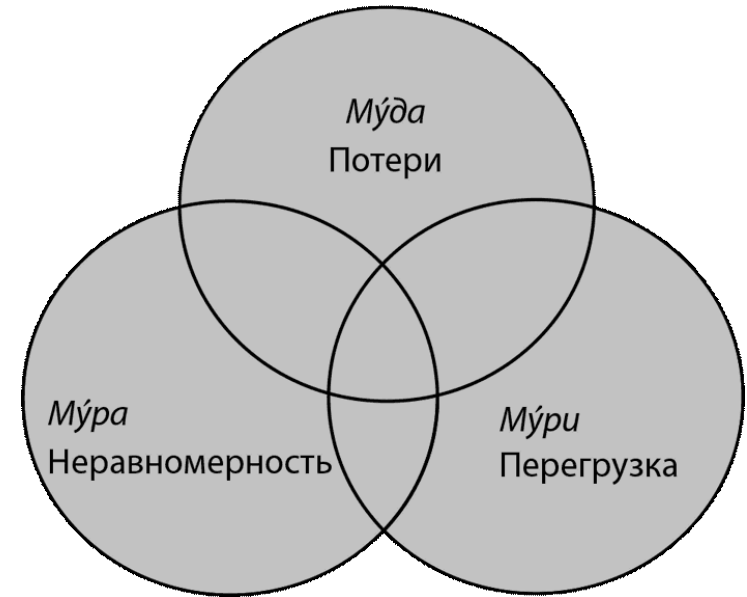 Му́да
Потери
Му́ра
Неравномерность
Му́ри
Перегрузка